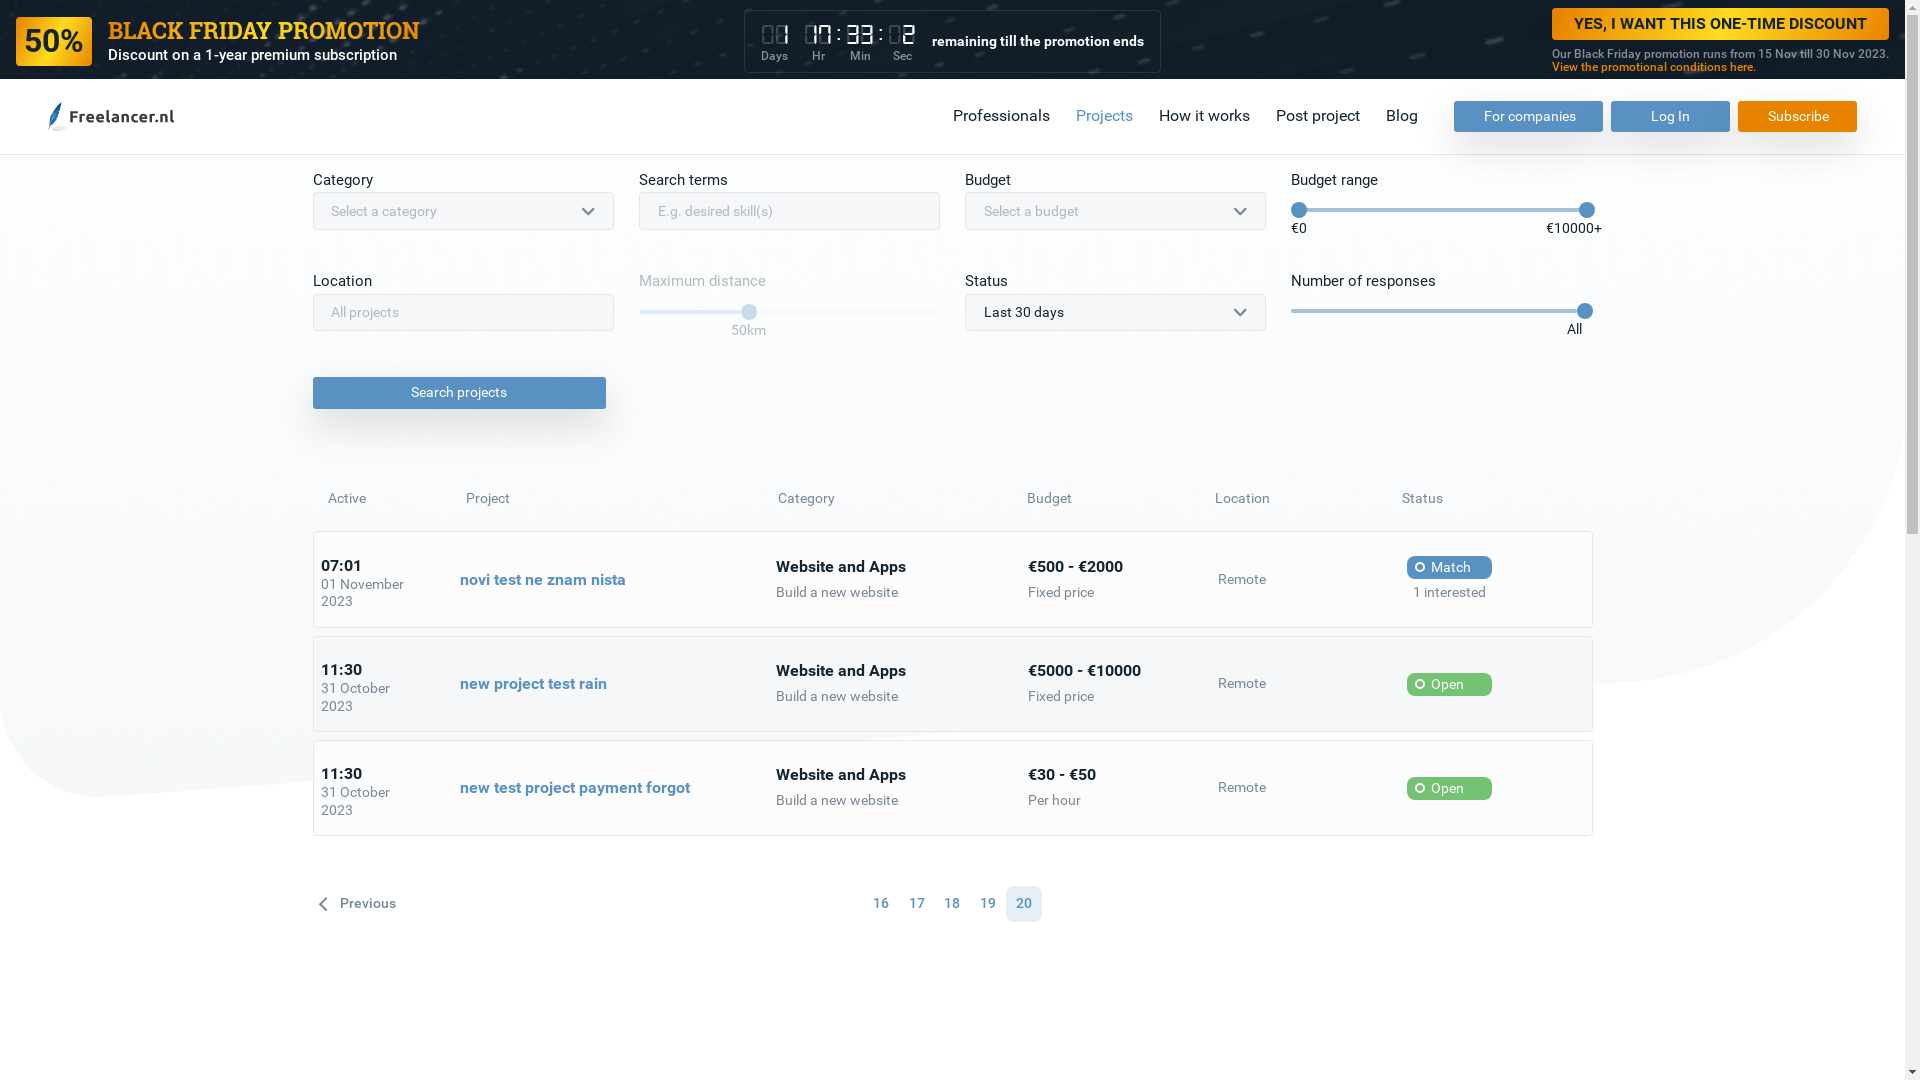 50%
BLACK FRIDAY PROMOTION
Discount on a 1-year premium subscription
1 17:33:2
Days Hr Min Sec
remaining till the promotion ends
YES, I WANT THIS ONE-TIME DISCOUNT
Our Black Friday promotion runs from 15 Nov till 30 Nov 2023.
View the promotional conditions here.
Freelancer.nl
Professionals Projects How it works Post project Blog For companies Log In Subscribe
Category Search terms Budget Budget range
Select a category E.g. desired skill(s) Select a budget
€0 €10000+
Location Maximum distance Status Number of responses
All projects Last 30 days
50km All
Search projects
Active Project Category Budget Location Status
07:01
01 November
2023
novi test ne znam nista
Website and Apps
Build a new website
€500 - €2000
Fixed price
Remote
Match
1 interested
11:30
31 October
2023
new project test rain
Website and Apps
Build a new website
€5000 - €10000
Fixed price
Remote
Open
11:30
31 October
2023
new test project payment forgot
Website and Apps
Build a new website
€30 - €50
Per hour
Remote
Open
Previous 16 17 18 19 20